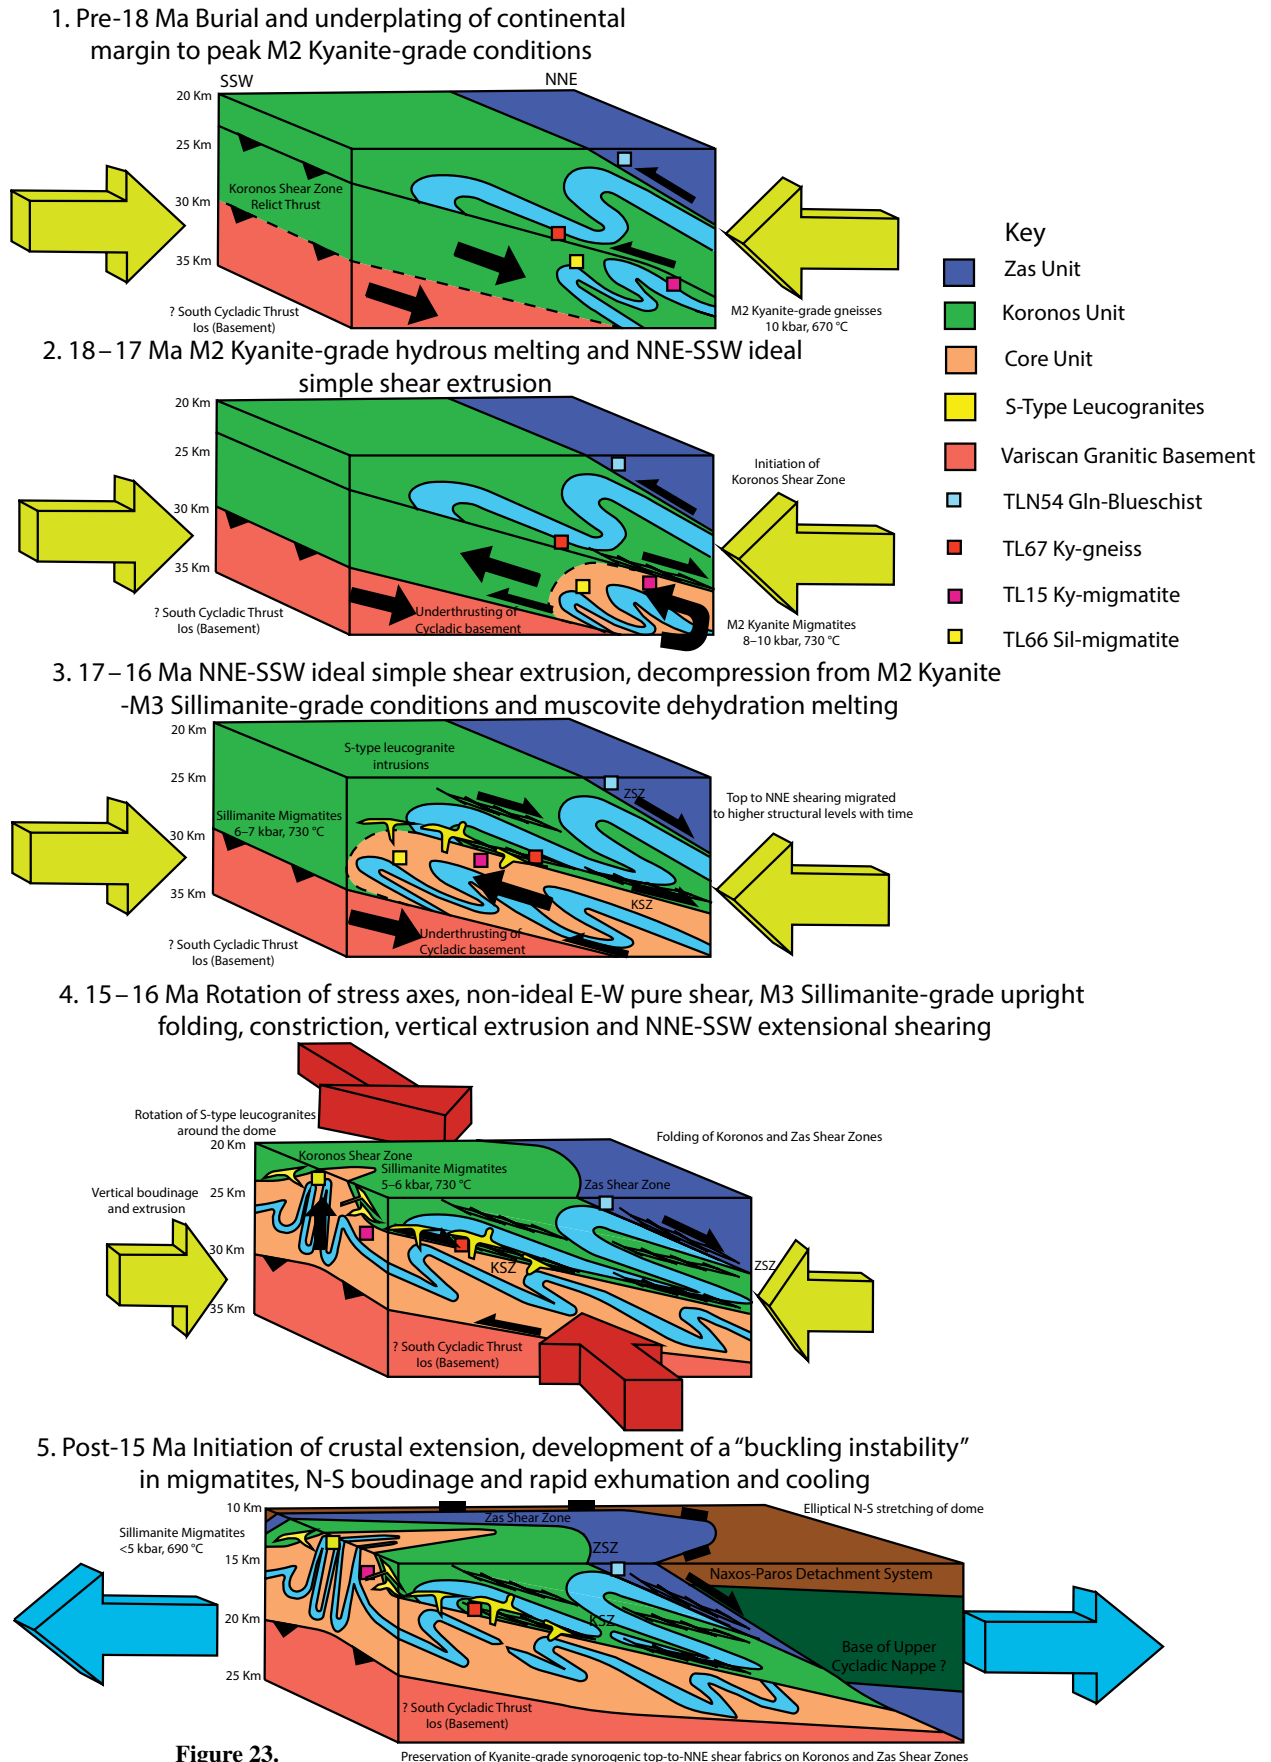 1. Pre-18 Ma Burial and underplating of continental
margin to peak M2 Kyanite-grade conditions
SSW
NNE
20 Km
25 Km
30 Km
35 Km
Koronos Shear Zone
Relict Thrust
? South Cycladic Thrust
Ios (Basement)
M2 Kyanite-grade gneisses
10 kbar, 670 °C
Key
Zas Unit
Koronos Unit
Core Unit
S-Type Leucogranites
Variscan Granitic Basement
TLN54 Gln-Blueschist
TL67 Ky-gneiss
TL15 Ky-migmatite
TL66 Sil-migmatite
2. 18–17 Ma M2 Kyanite-grade hydrous melting and NNE-SSW ideal
simple shear extrusion
20 Km
25 Km
30 Km
35 Km
Initiation of
Koronos Shear Zone
? South Cycladic Thrust
Ios (Basement)
Underthrusting of
Cycladic basement
M2 Kyanite Migmatites
8–10 kbar, 730 °C
3. 17–16 Ma NNE-SSW ideal simple shear extrusion, decompression from M2 Kyanite
-M3 Sillimanite-grade conditions and muscovite dehydration melting
20 Km
25 Km
30 Km
35 Km
S-type leucogranite
intrusions
ZSZ
Top to NNE shearing migrated
to higher structural levels with time
Sillimanite Migmatites
6–7 kbar, 730 °C
KSZ
? South Cycladic Thrust
Ios (Basement)
Underthrusting of
Cycladic basement
4. 15–16 Ma Rotation of stress axes, non-ideal E-W pure shear, M3 Sillimanite-grade upright
folding, constriction, vertical extrusion and NNE-SSW extensional shearing
Rotation of S-type leucogranites
around the dome
20 Km
25 Km
30 Km
35 Km
Folding of Koronos and Zas Shear Zones
Koronos Shear Zone
Sillimanite Migmatites
5–6 kbar, 730 °C
Zas Shear Zone
Vertical boudinage
and extrusion
KSZ
ZSZ
? South Cycladic Thrust
Ios (Basement)
5. Post-15 Ma Initiation of crustal extension, development of a “buckling instability”
in migmatites, N-S boudinage and rapid exhumation and cooling
10 Km
15 Km
20 Km
25 Km
Elliptical N-S stretching of dome
Zas Shear Zone
Sillimanite Migmatites
<5 kbar, 690 °C
ZSZ
Naxos-Paros Detachment System
KSZ
Base of Upper
Cycladic Nappe ?
? South Cycladic Thrust
Ios (Basement)
Figure 23.
Preservation of Kyanite-grade synorogenic top-to-NNE shear fabrics on Koronos and Zas Shear Zones